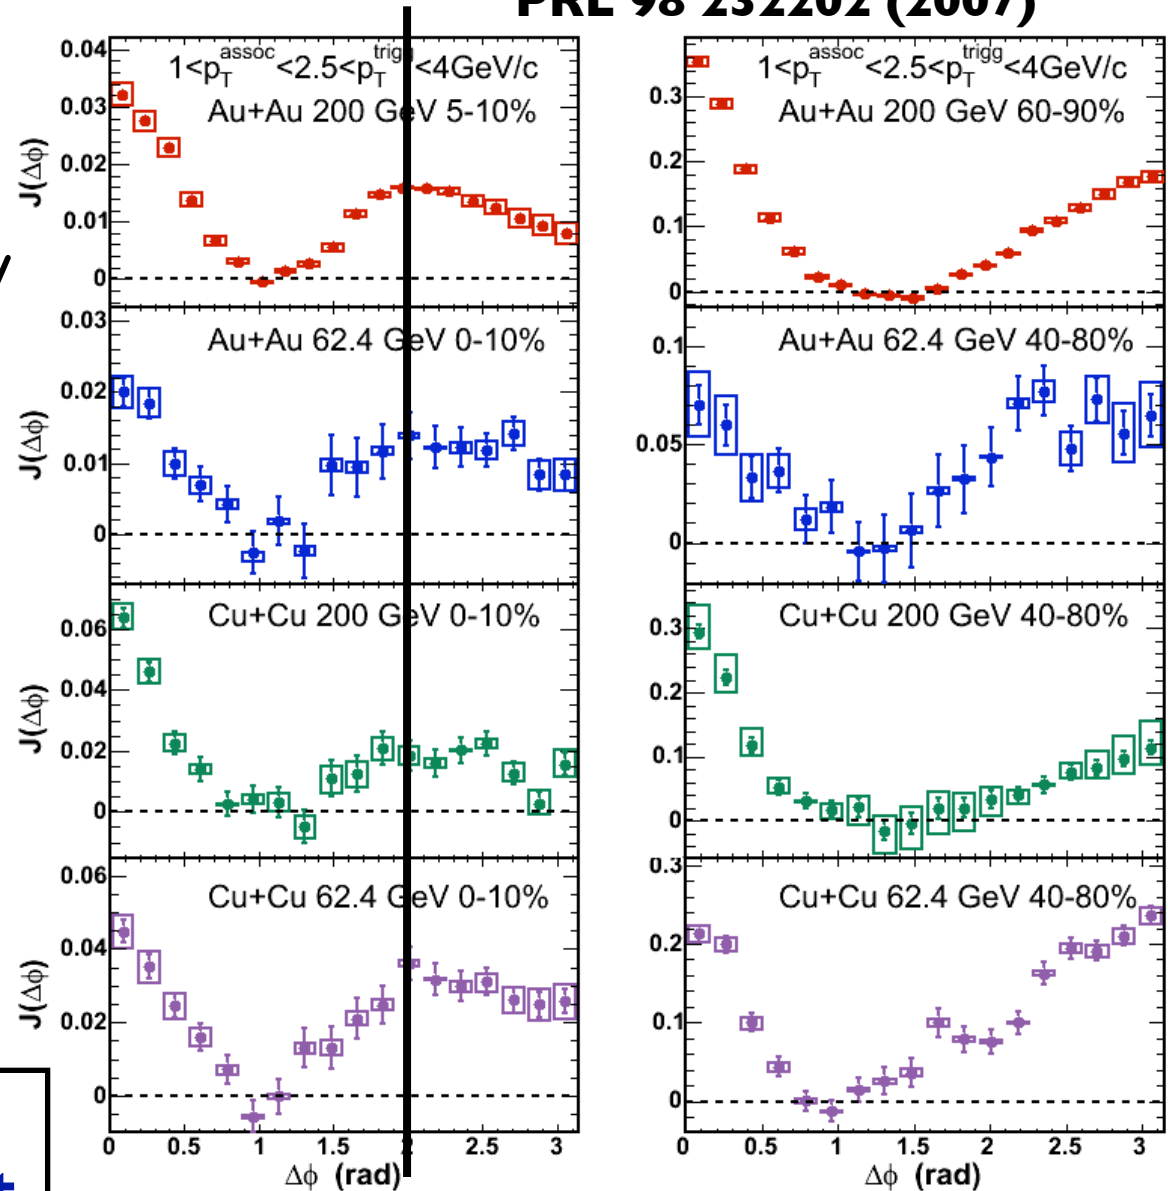 PRL 98 232202 (2007)
1<p_T^assoc <2.5<p_T^trigg <4GeV/c
Au+Au 200 GeV 5-10%
J(Δϕ)
0.04
0.03
0.02
0.01
0
1<p_T^assoc <2.5<p_T^trigg <4GeV/c
Au+Au 200 GeV 60-90%
0.3
0.2
0.1
0
Au+Au 62.4 GeV 0-10%
J(Δϕ)
0.03
0.02
0.01
0
Au+Au 62.4 GeV 40-80%
0.1
0.05
0
Cu+Cu 200 GeV 0-10%
J(Δϕ)
0.06
0.04
0.02
0
Cu+Cu 200 GeV 40-80%
0.3
0.2
0.1
0
Cu+Cu 62.4 GeV 0-10%
J(Δϕ)
0.06
0.04
0.02
0
0 0.5 1 1.5 2 2.5 3
Δϕ (rad)
Cu+Cu 62.4 GeV 40-80%
0.3
0.2
0.1
0
0 0.5 1 1.5 2 2.5 3
Δϕ (rad)